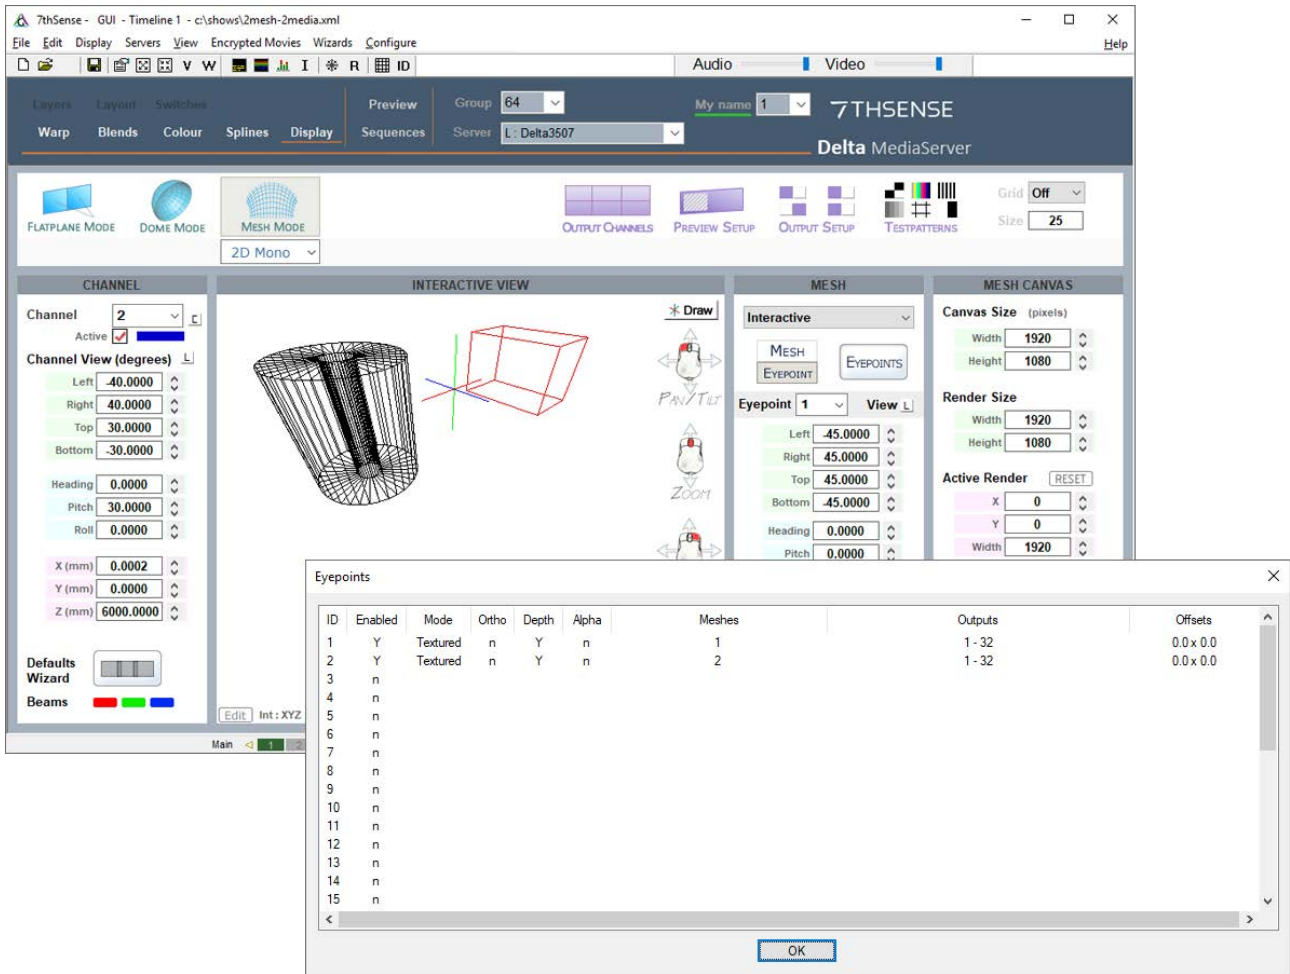 7thSense - GUI - Timeline 1 - c:\shows\2mesh-2media.xml
File Edit Display Servers View Encrypted Movies Wizards Configure Help
V W I R ID Audio Video
Layers Layout Switches Preview Group 64 My name 1 7THSENSE
Warp Blends Colour Splines Display Sequences Server L : Delta3507
Delta MediaServer
FLATPLANE MODE DOME MODE MESH MODE OUTPUT CHANNELS PREVIEW SETUP OUTPUT SETUP TESTPATTERNS
Grid Off
Size 25
2D Mono
CHANNEL
Channel 2 C
Active
Channel View (degrees) L
Left -40.0000
Right 40.0000
Top 30.0000
Bottom -30.0000
Heading 0.0000
Pitch 30.0000
Roll 0.0000
X (mm) 0.0002
Y (mm) 0.0000
Z (mm) 6000.0000
Defaults
Wizard
Beams
INTERACTIVE VIEW
Draw
PAN/TILT
ZOOM
Edit Int : XYZ
Main 1 2
MESH
Interactive
MESH
EYEPOINT
EYEPOINTS
Eyepoint 1 View L
Left -45.0000
Right 45.0000
Top 45.0000
Bottom -45.0000
Heading 0.0000
Pitch 0.0000
MESH CANVAS
Canvas Size (pixels)
Width 1920
Height 1080
Render Size
Width 1920
Height 1080
Active Render RESET
X 0
Y 0
Width 1920
Eyepoints
ID Enabled Mode Ortho Depth Alpha Meshes Outputs Offsets
1 Y Textured n Y n 1 1 - 32 0.0 x 0.0
2 Y Textured n Y n 2 1 - 32 0.0 x 0.0
3 n
4 n
5 n
6 n
7 n
8 n
9 n
10 n
11 n
12 n
13 n
14 n
15 n
OK